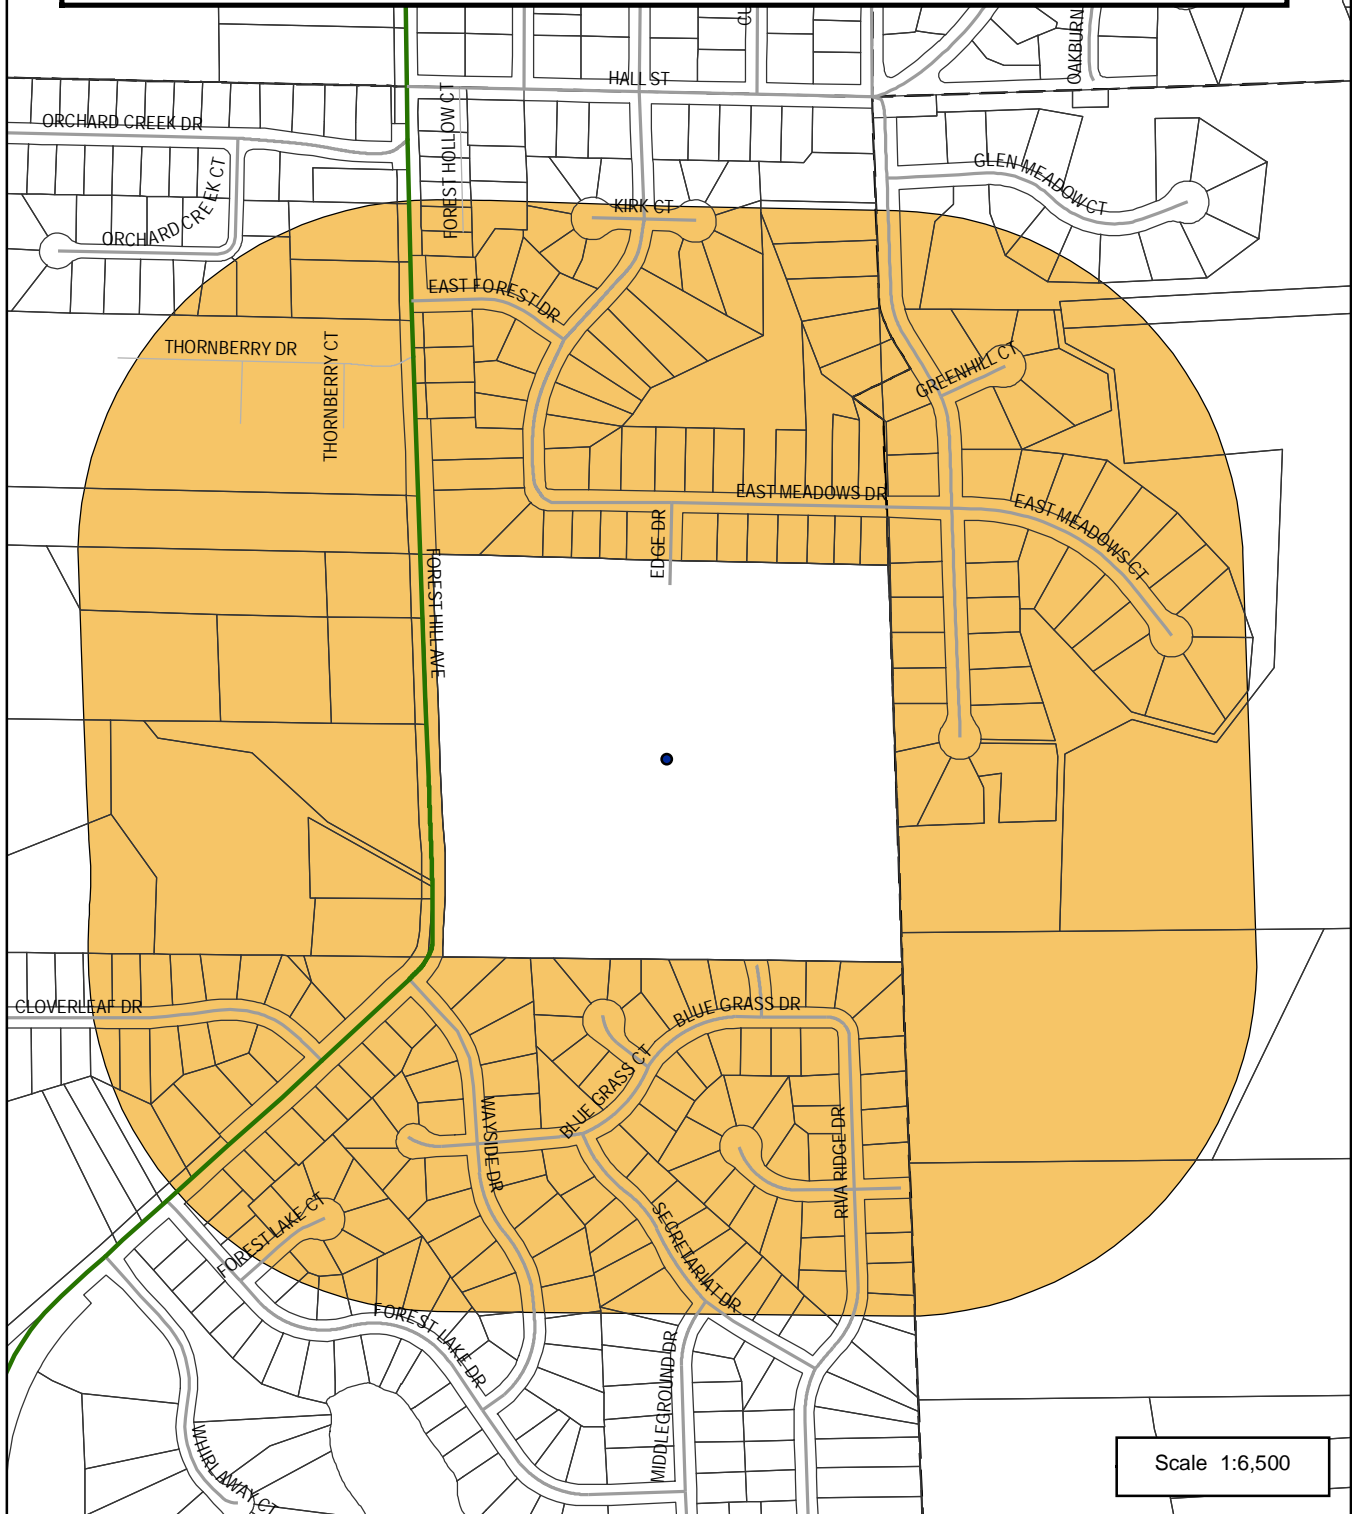 CU
OAKBURN
HALL ST
ORCHARD CREEK DR
FOREST HOLLOW CT
GLEN MEADOW CT
ORCHARD CREEK CT
KIRK CT
EAST FOREST DR
THORNBERRY DR
THORNBERRY CT
GREENHILL CT
EAST MEADOWS DR
EAST MEADOWS CT
EDGE DR
FOREST HILL AVE
CLOVERLEAF DR
BLUE GRASS DR
BLUE GRASS CT
WAYSIDE DR
RIVA RIDGE DR
FOREST LAKE CT
SECRETARIAT DR
FOREST LAKE DR
MIDDLEGROUND DR
WHIRLAWAY CT
Scale 1:6,500